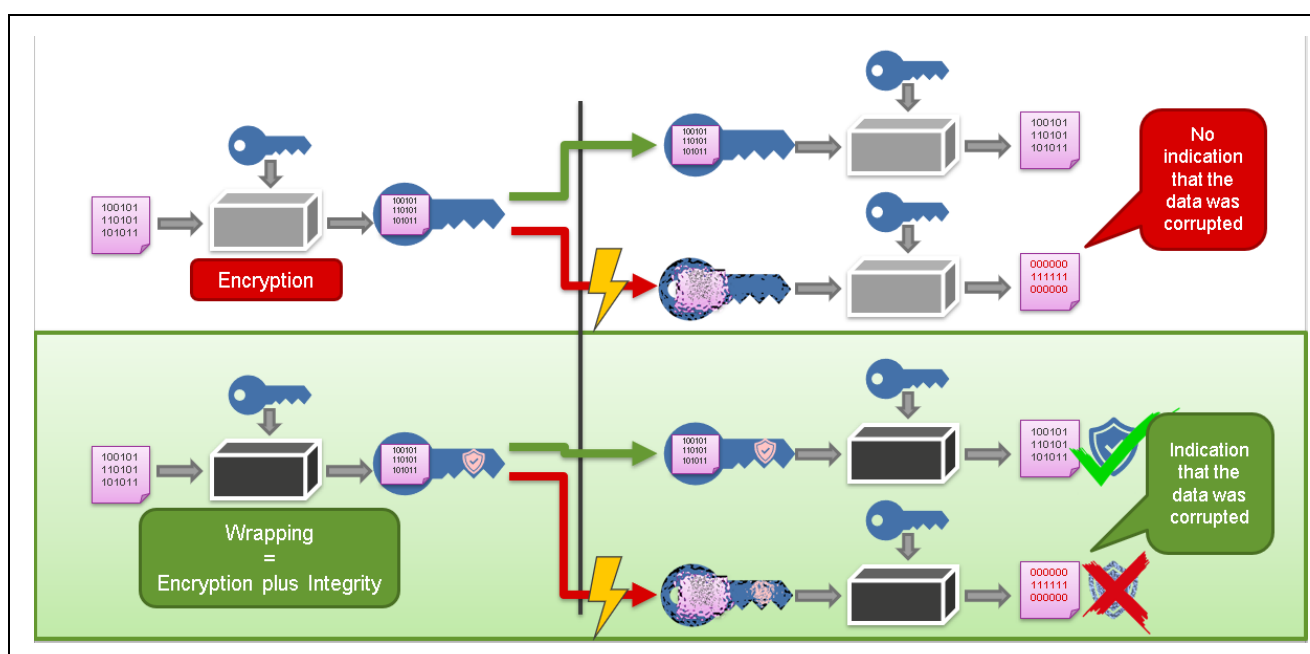 100101
110101
101011
Encryption
100101
110101
101011
100101
110101
101011
100101
110101
101011
No
indication
that the
data was
corrupted
000000
111111
000000
100101
110101
101011
Wrapping
=
Encryption plus Integrity
100101
110101
101011
100101
110101
101011
100101
110101
101011
Indication
that the
data was
corrupted
000000
111111
000000